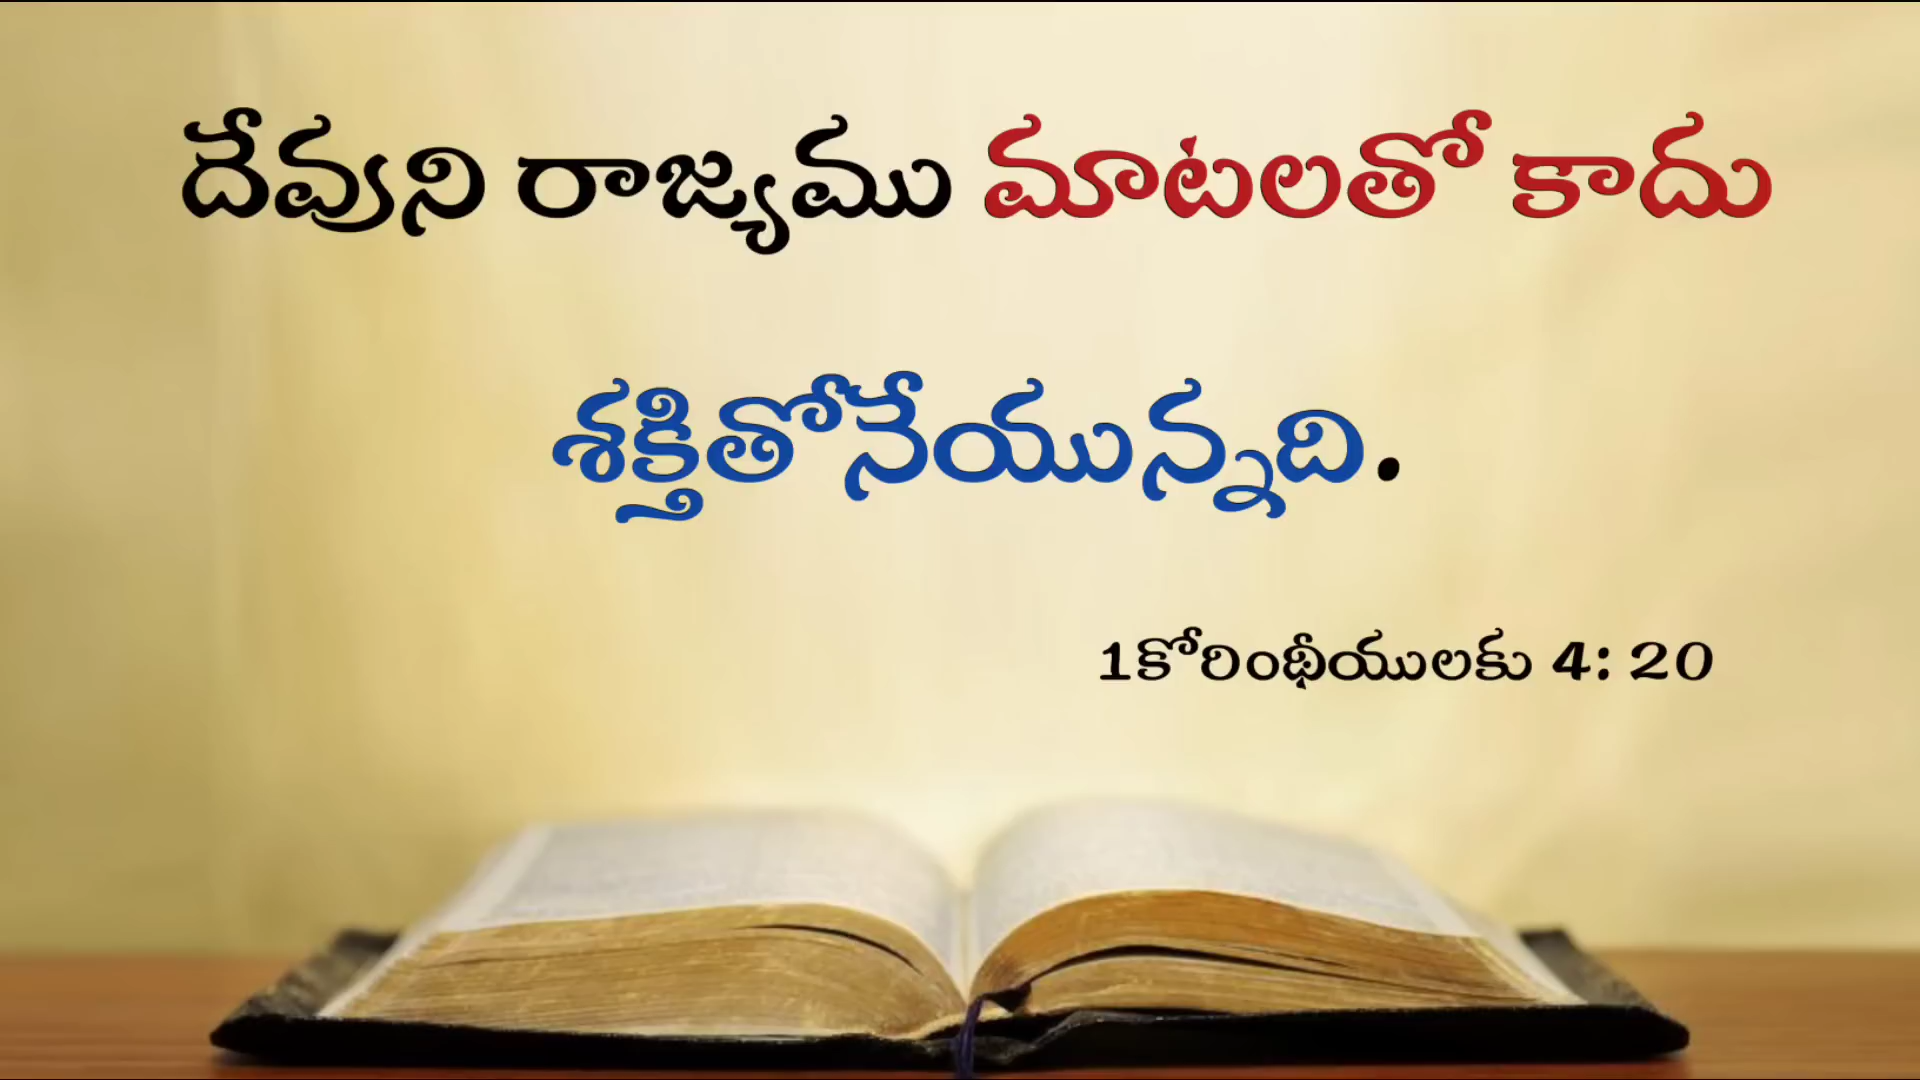 దేవుని రాజ్యము మాటలతో కాదు
శక్తితోనేయున్నది.
1కోరింథీయులకు 4: 20